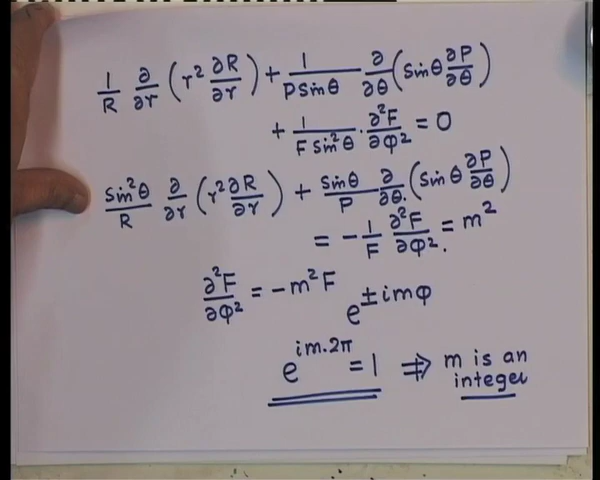 1/R ∂/∂r (r² ∂R/∂r) + 1/(P sinθ) ∂/∂θ (sinθ ∂P/∂θ)
+ 1/(F sin²θ) · ∂²F/∂φ² = 0
sin²θ/R ∂/∂r (r² ∂R/∂r) + sinθ/P ∂/∂θ. (sinθ ∂P/∂θ)
= -1/F ∂²F/∂φ². = m²
∂²F/∂φ² = -m²F e^{±imφ}
e^{im.2π} = 1 ⇒ m is an
integer